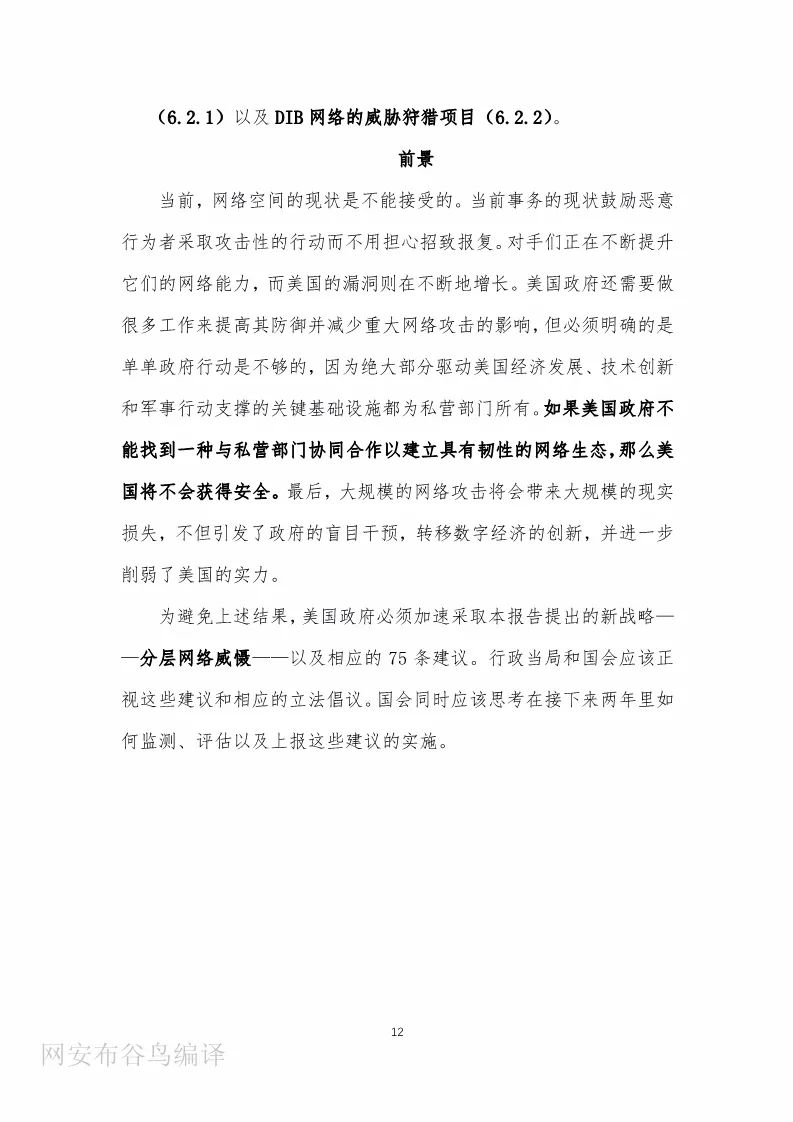 （6.2.1）以及 DIB 网络的威胁狩猎项目（6.2.2）。
前景
当前，网络空间的现状是不能接受的。当前事务的现状鼓励恶意
行为者采取攻击性的行动而不用担心招致报复。对手们正在不断提升
它们的网络能力，而美国的漏洞则在不断地增长。美国政府还需要做
很多工作来提高其防御并减少重大网络攻击的影响，但必须明确的是
单单政府行动是不够的，因为绝大部分驱动美国经济发展、技术创新
和军事行动支撑的关键基础设施都为私营部门所有。如果美国政府不
能找到一种与私营部门协同合作以建立具有韧性的网络生态，那么美
国将不会获得安全。最后，大规模的网络攻击将会带来大规模的现实
损失，不但引发了政府的盲目干预，转移数字经济的创新，并进一步
削弱了美国的实力。
为避免上述结果，美国政府必须加速采取本报告提出的新战略—
—分层网络威慑——以及相应的 75 条建议。行政当局和国会应该正
视这些建议和相应的立法倡议。国会同时应该思考在接下来两年里如
何监测、评估以及上报这些建议的实施。
12
网安布谷鸟编译